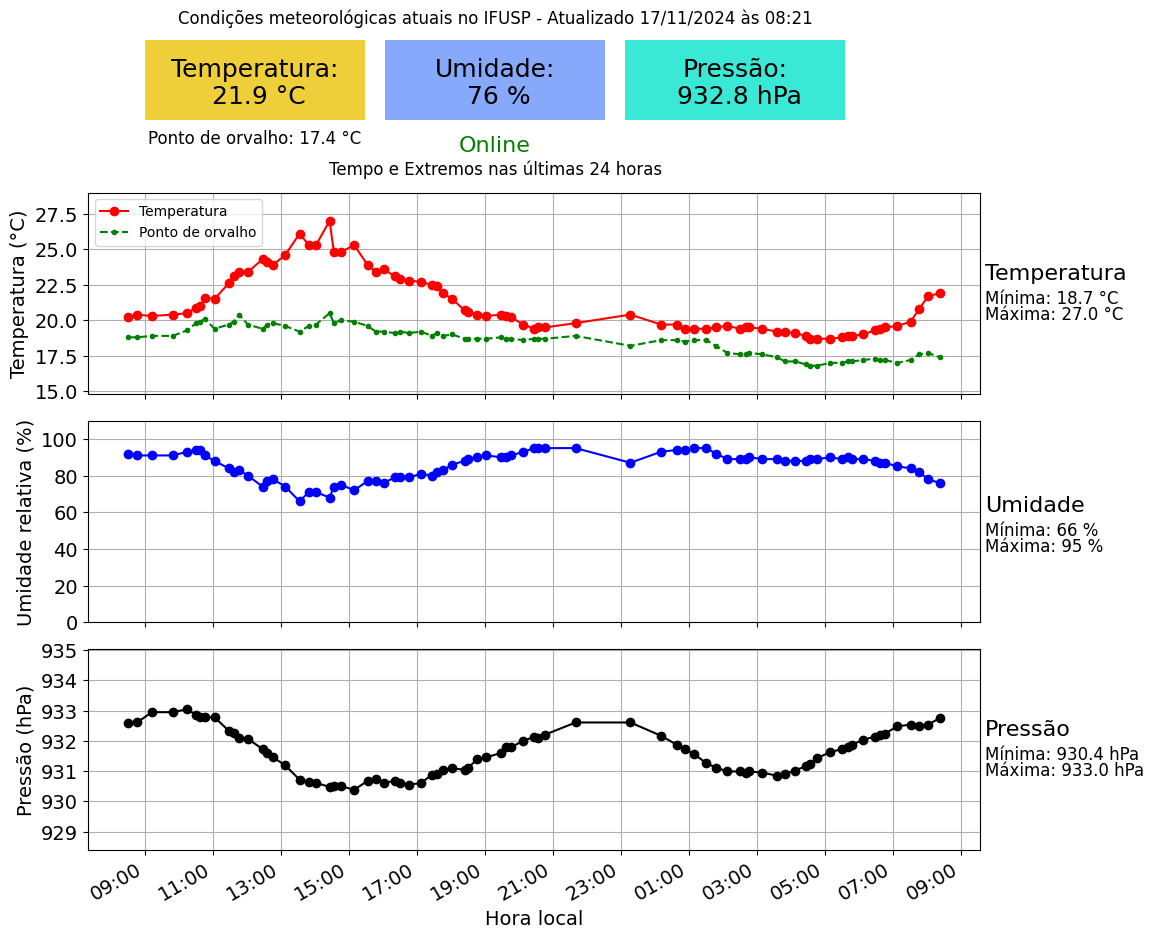 Condições meteorológicas atuais no IFUSP - Atualizado 17/11/2024 às 08:21
Temperatura:
21.9 °C
Umidade:
76 %
Pressão:
932.8 hPa
Ponto de orvalho: 17.4 °C
Online
Tempo e Extremos nas últimas 24 horas
Temperatura (°C)
27.5
25.0
22.5
20.0
17.5
15.0
Temperatura
Ponto de orvalho
Temperatura
Mínima: 18.7 °C
Máxima: 27.0 °C
Umidade relativa (%)
100
80
60
40
20
0
Umidade
Mínima: 66 %
Máxima: 95 %
Pressão (hPa)
935
934
933
932
931
930
929
Pressão
Mínima: 930.4 hPa
Máxima: 933.0 hPa
09:00
11:00
13:00
15:00
17:00
19:00
21:00
23:00
01:00
03:00
05:00
07:00
09:00
Hora local